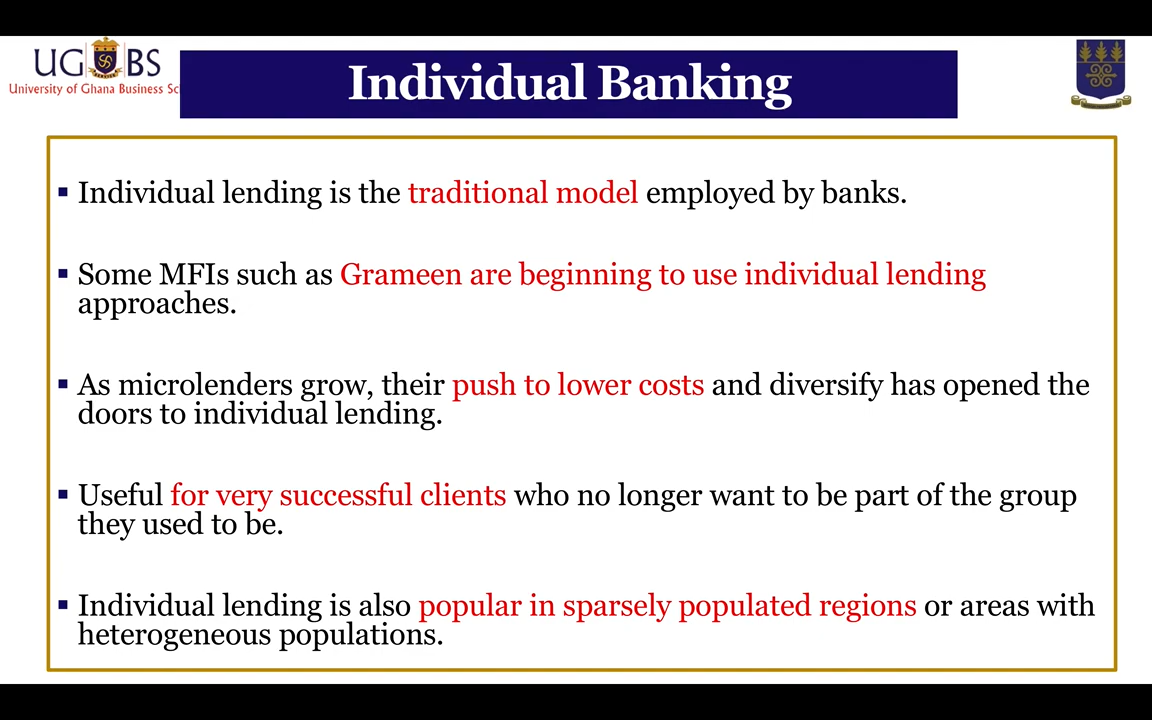 UG BS
University of Ghana Business Sc
Individual Banking
▪ Individual lending is the traditional model employed by banks.
▪ Some MFIs such as Grameen are beginning to use individual lending
approaches.
▪ As microlenders grow, their push to lower costs and diversify has opened the
doors to individual lending.
▪ Useful for very successful clients who no longer want to be part of the group
they used to be.
▪ Individual lending is also popular in sparsely populated regions or areas with
heterogeneous populations.